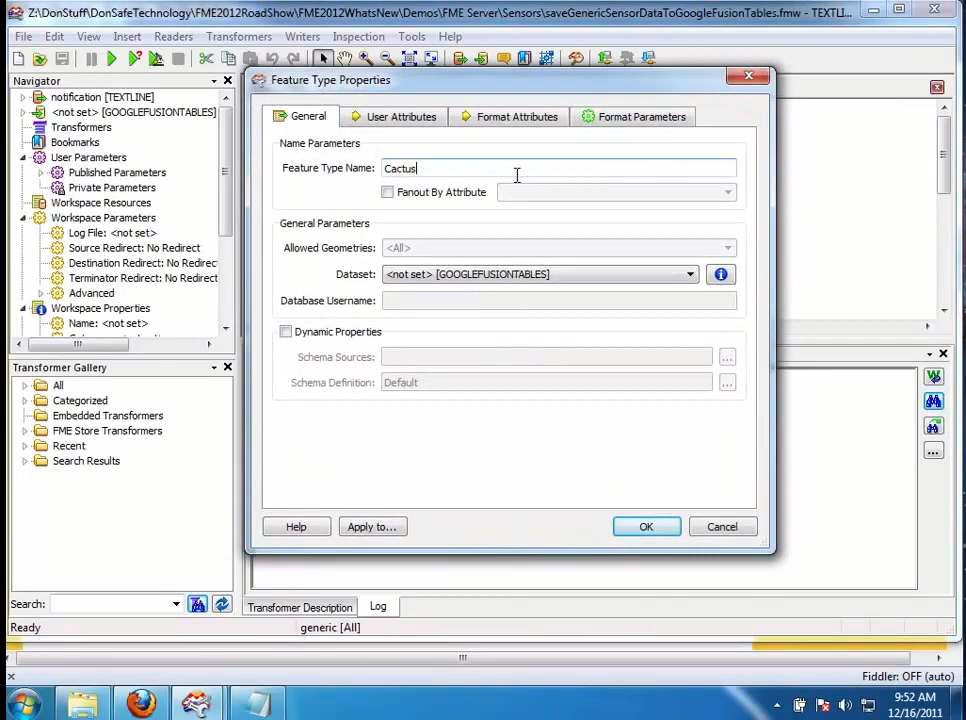 Z:\DonStuff\DonSafeTechnology\FME2012RoadShow\FME2012WhatsNew\Demos\FME Server\Sensors\saveGenericSensorDataToGoogleFusionTables.fmw - TEXTLI...
File Edit View Insert Readers Transformers Writers Inspection Tools Help
Navigator
notification [TEXTLINE]
<not set> [GOOGLEFUSIONTABLES]
Transformers
Bookmarks
User Parameters
Published Parameters
Private Parameters
Workspace Resources
Workspace Parameters
Log File: <not set>
Source Redirect: No Redirect
Destination Redirect: No Redirec
Terminator Redirect: No Redirect
Advanced
Workspace Properties
Name: <not set>
Transformer Gallery
All
Categorized
Embedded Transformers
FME Store Transformers
Recent
Search Results
Search:
Feature Type Properties
General User Attributes Format Attributes Format Parameters
Name Parameters
Feature Type Name: Cactus
Fanout By Attribute
General Parameters
Allowed Geometries: <All>
Dataset: <not set> [GOOGLEFUSIONTABLES]
Database Username:
Dynamic Properties
Schema Sources: ...
Schema Definition: Default ...
Help Apply to... OK Cancel
...
Transformer Description Log
Ready generic [All]
Fiddler: OFF (auto)
9:52 AM
12/16/2011